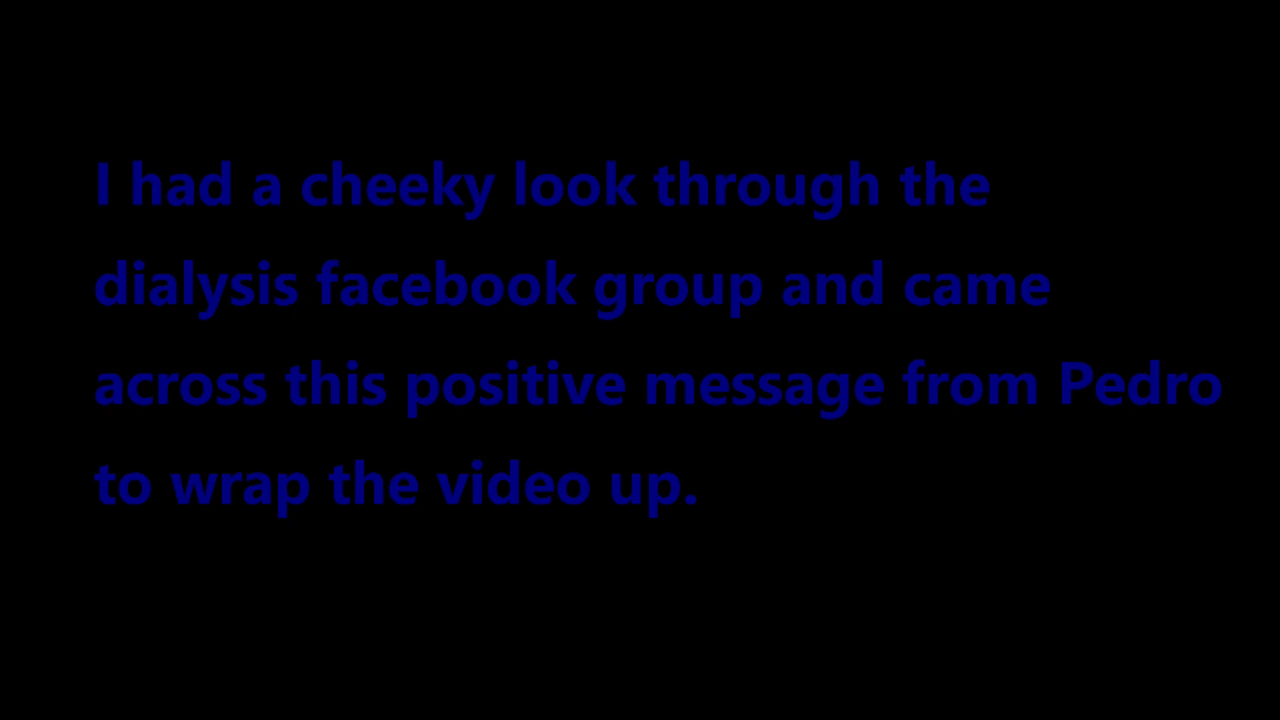 I had a cheeky look through the
dialysis facebook group and came
across this positive message from Pedro
to wrap the video up.